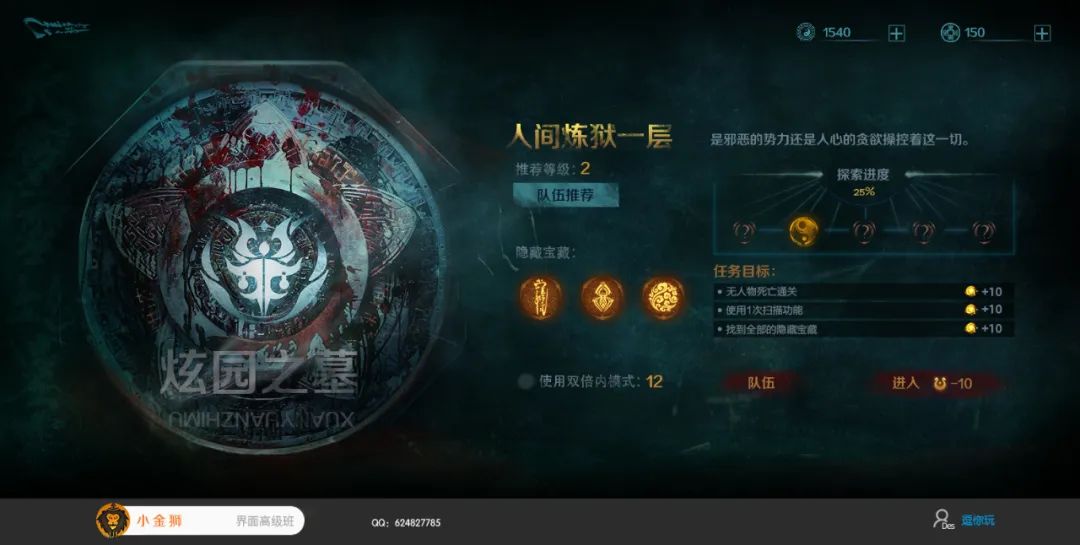 1540
150
人间炼狱一层
推荐等级：2
队伍推荐
隐藏宝藏：
使用双倍内模式：12
是邪恶的势力还是人心的贪欲操控着这一切。
探索进度
25%
? ? ? ?
任务目标：
• 无人物死亡通关 +10
• 使用1次扫描功能 +10
• 找到全部的隐藏宝藏 +10
队伍
进入 -10
炫园之墓
XUAN YUANZHIMU
小金狮
界面高级班
QQ：624827785
Des
逗你玩